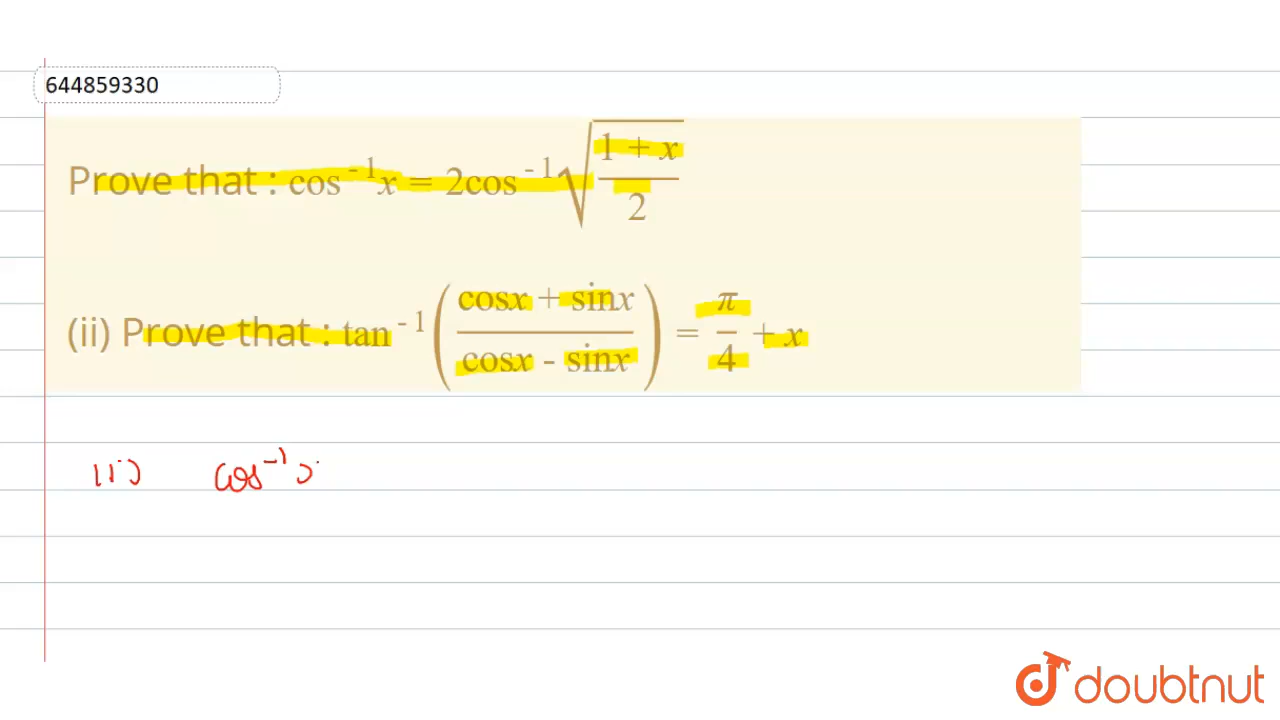 644859330
Prove that : cos⁻¹x = 2cos⁻¹√((1 + x)/2)
(ii) Prove that : tan⁻¹((cosx + sinx)/(cosx - sinx)) = π/4 + x
(i) cos⁻¹
doubtnut